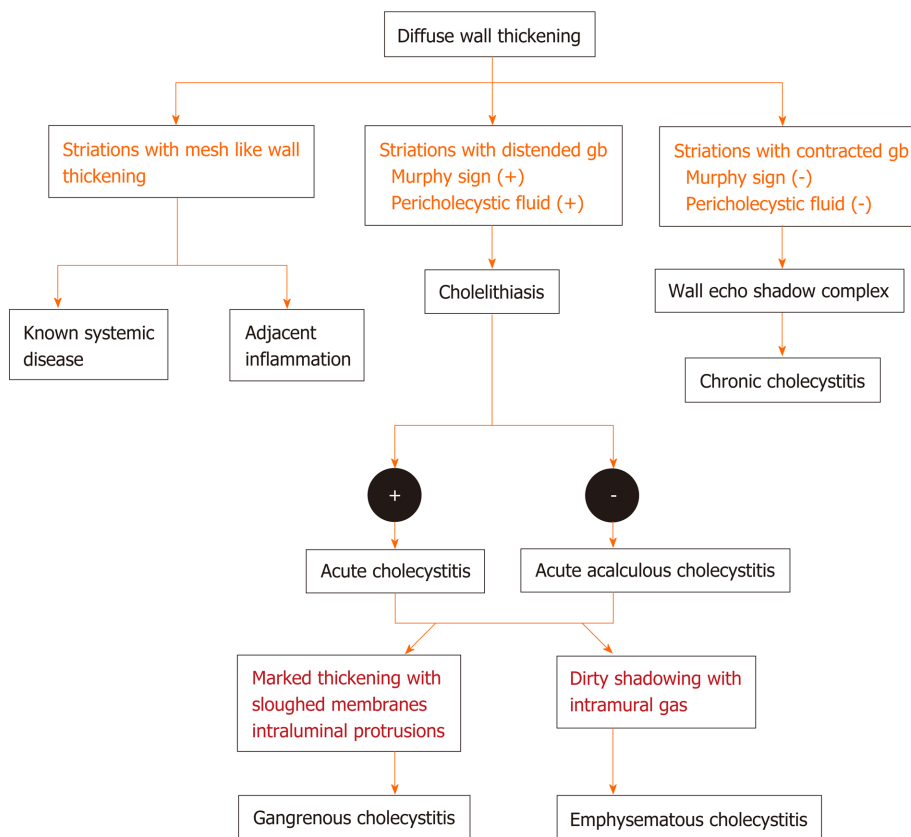 Diffuse wall thickening
Striations with mesh like wall
thickening
Striations with distended gb
Murphy sign (+)
Pericholecystic fluid (+)
Striations with contracted gb
Murphy sign (-)
Pericholecystic fluid (-)
Known systemic
disease
Adjacent
inflammation
Cholelithiasis
Wall echo shadow complex
Chronic cholecystitis
+
-
Acute cholecystitis
Acute acalculous cholecystitis
Marked thickening with
sloughed membranes
intraluminal protrusions
Dirty shadowing with
intramural gas
Gangrenous cholecystitis
Emphysematous cholecystitis